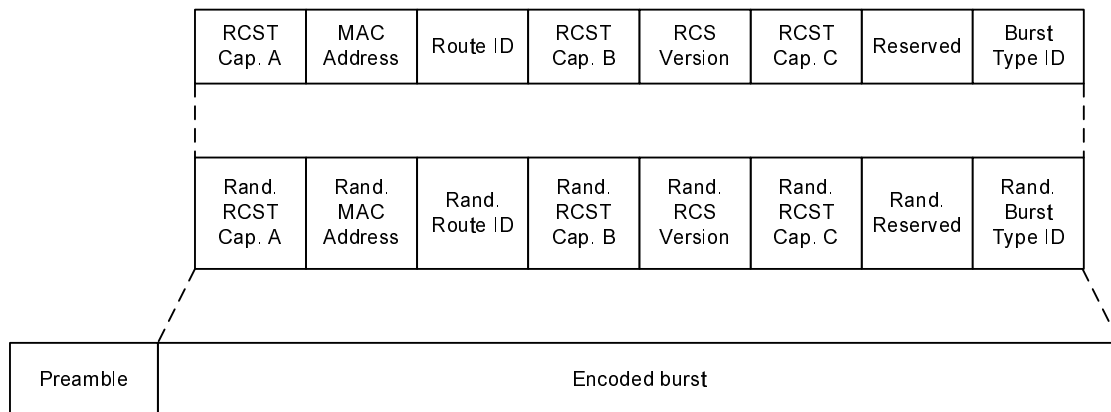 RCST
Cap. A
MAC
Address
Route ID
RCST
Cap. B
RCS
Version
RCST
Cap. C
Reserved
Burst
Type ID
Rand.
RCST
Cap. A
Rand.
MAC
Address
Rand.
Route ID
Rand.
RCST
Cap. B
Rand.
RCS
Version
Rand.
RCST
Cap. C
Rand.
Reserved
Rand.
Burst
Type ID
Preamble
Encoded burst